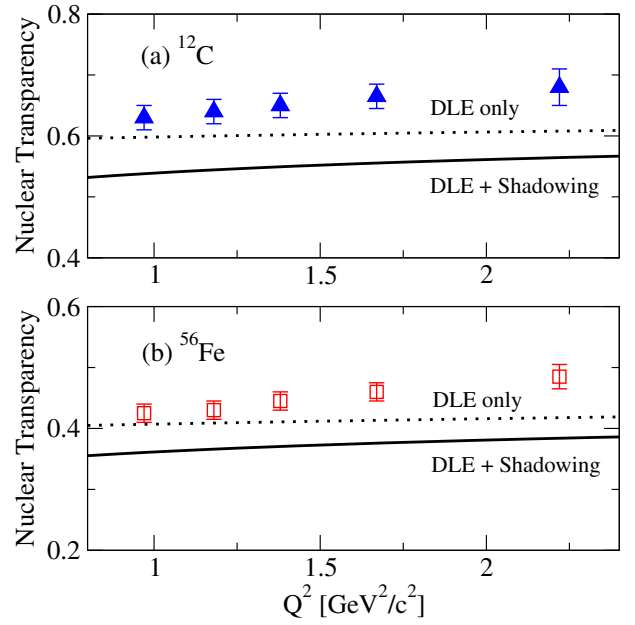 0.8
(a) ¹²C
DLE only
0.6
DLE + Shadowing
0.4
1
1.5
2
Nuclear Transparency
0.6
(b) ⁵⁶Fe
DLE only
0.4
DLE + Shadowing
0.2
1
1.5
2
Nuclear Transparency
Q² [GeV²/c²]